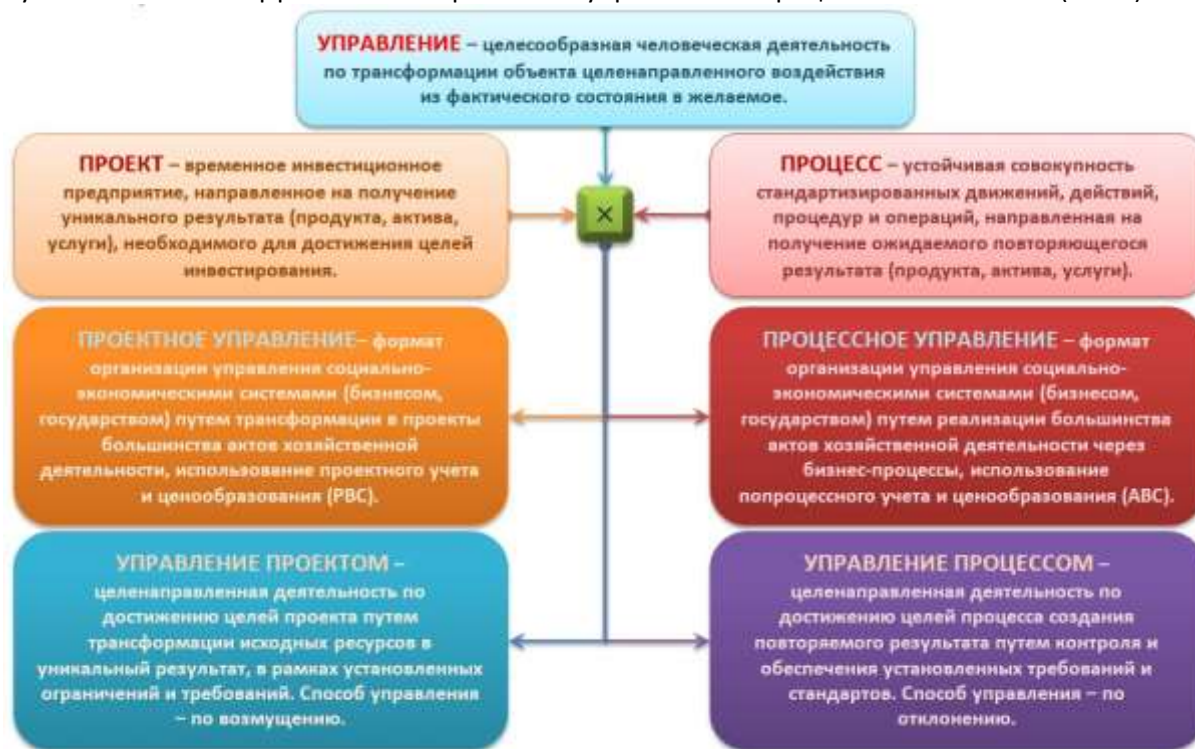 УПРАВЛЕНИЕ – целесообразная человеческая деятельность
по трансформации объекта целенаправленного воздействия
из фактического состояния в желаемое.
ПРОЕКТ – временное инвестиционное
предприятие, направленное на получение
уникального результата (продукта, актива,
услуги), необходимого для достижения целей
инвестирования.
×
ПРОЦЕСС – устойчивая совокупность
стандартизированных движений, действий,
процедур и операций, направленная на
получение ожидаемого повторяющегося
результата (продукта, актива, услуги).
ПРОЕКТНОЕ УПРАВЛЕНИЕ– формат
организации управления социально-
экономическими системами (бизнесом,
государством) путем трансформации в проекты
большинства актов хозяйственной
деятельности, использование проектного учета
и ценообразования (PBC).
ПРОЦЕССНОЕ УПРАВЛЕНИЕ – формат
организации управления социально-
экономическими системами (бизнесом,
государством) путем реализации большинства
актов хозяйственной деятельности через
бизнес-процессы, использование
попроцессного учета и ценообразования (ABC).
УПРАВЛЕНИЕ ПРОЕКТОМ –
целенаправленная деятельность по
достижению целей проекта путем
трансформации исходных ресурсов в
уникальный результат, в рамках установленных
ограничений и требований. Способ управления
– по возмущению.
УПРАВЛЕНИЕ ПРОЦЕССОМ –
целенаправленная деятельность по
достижению целей процесса создания
повторяемого результата путем контроля и
обеспечения установленных требований и
стандартов. Способ управления – по
отклонению.